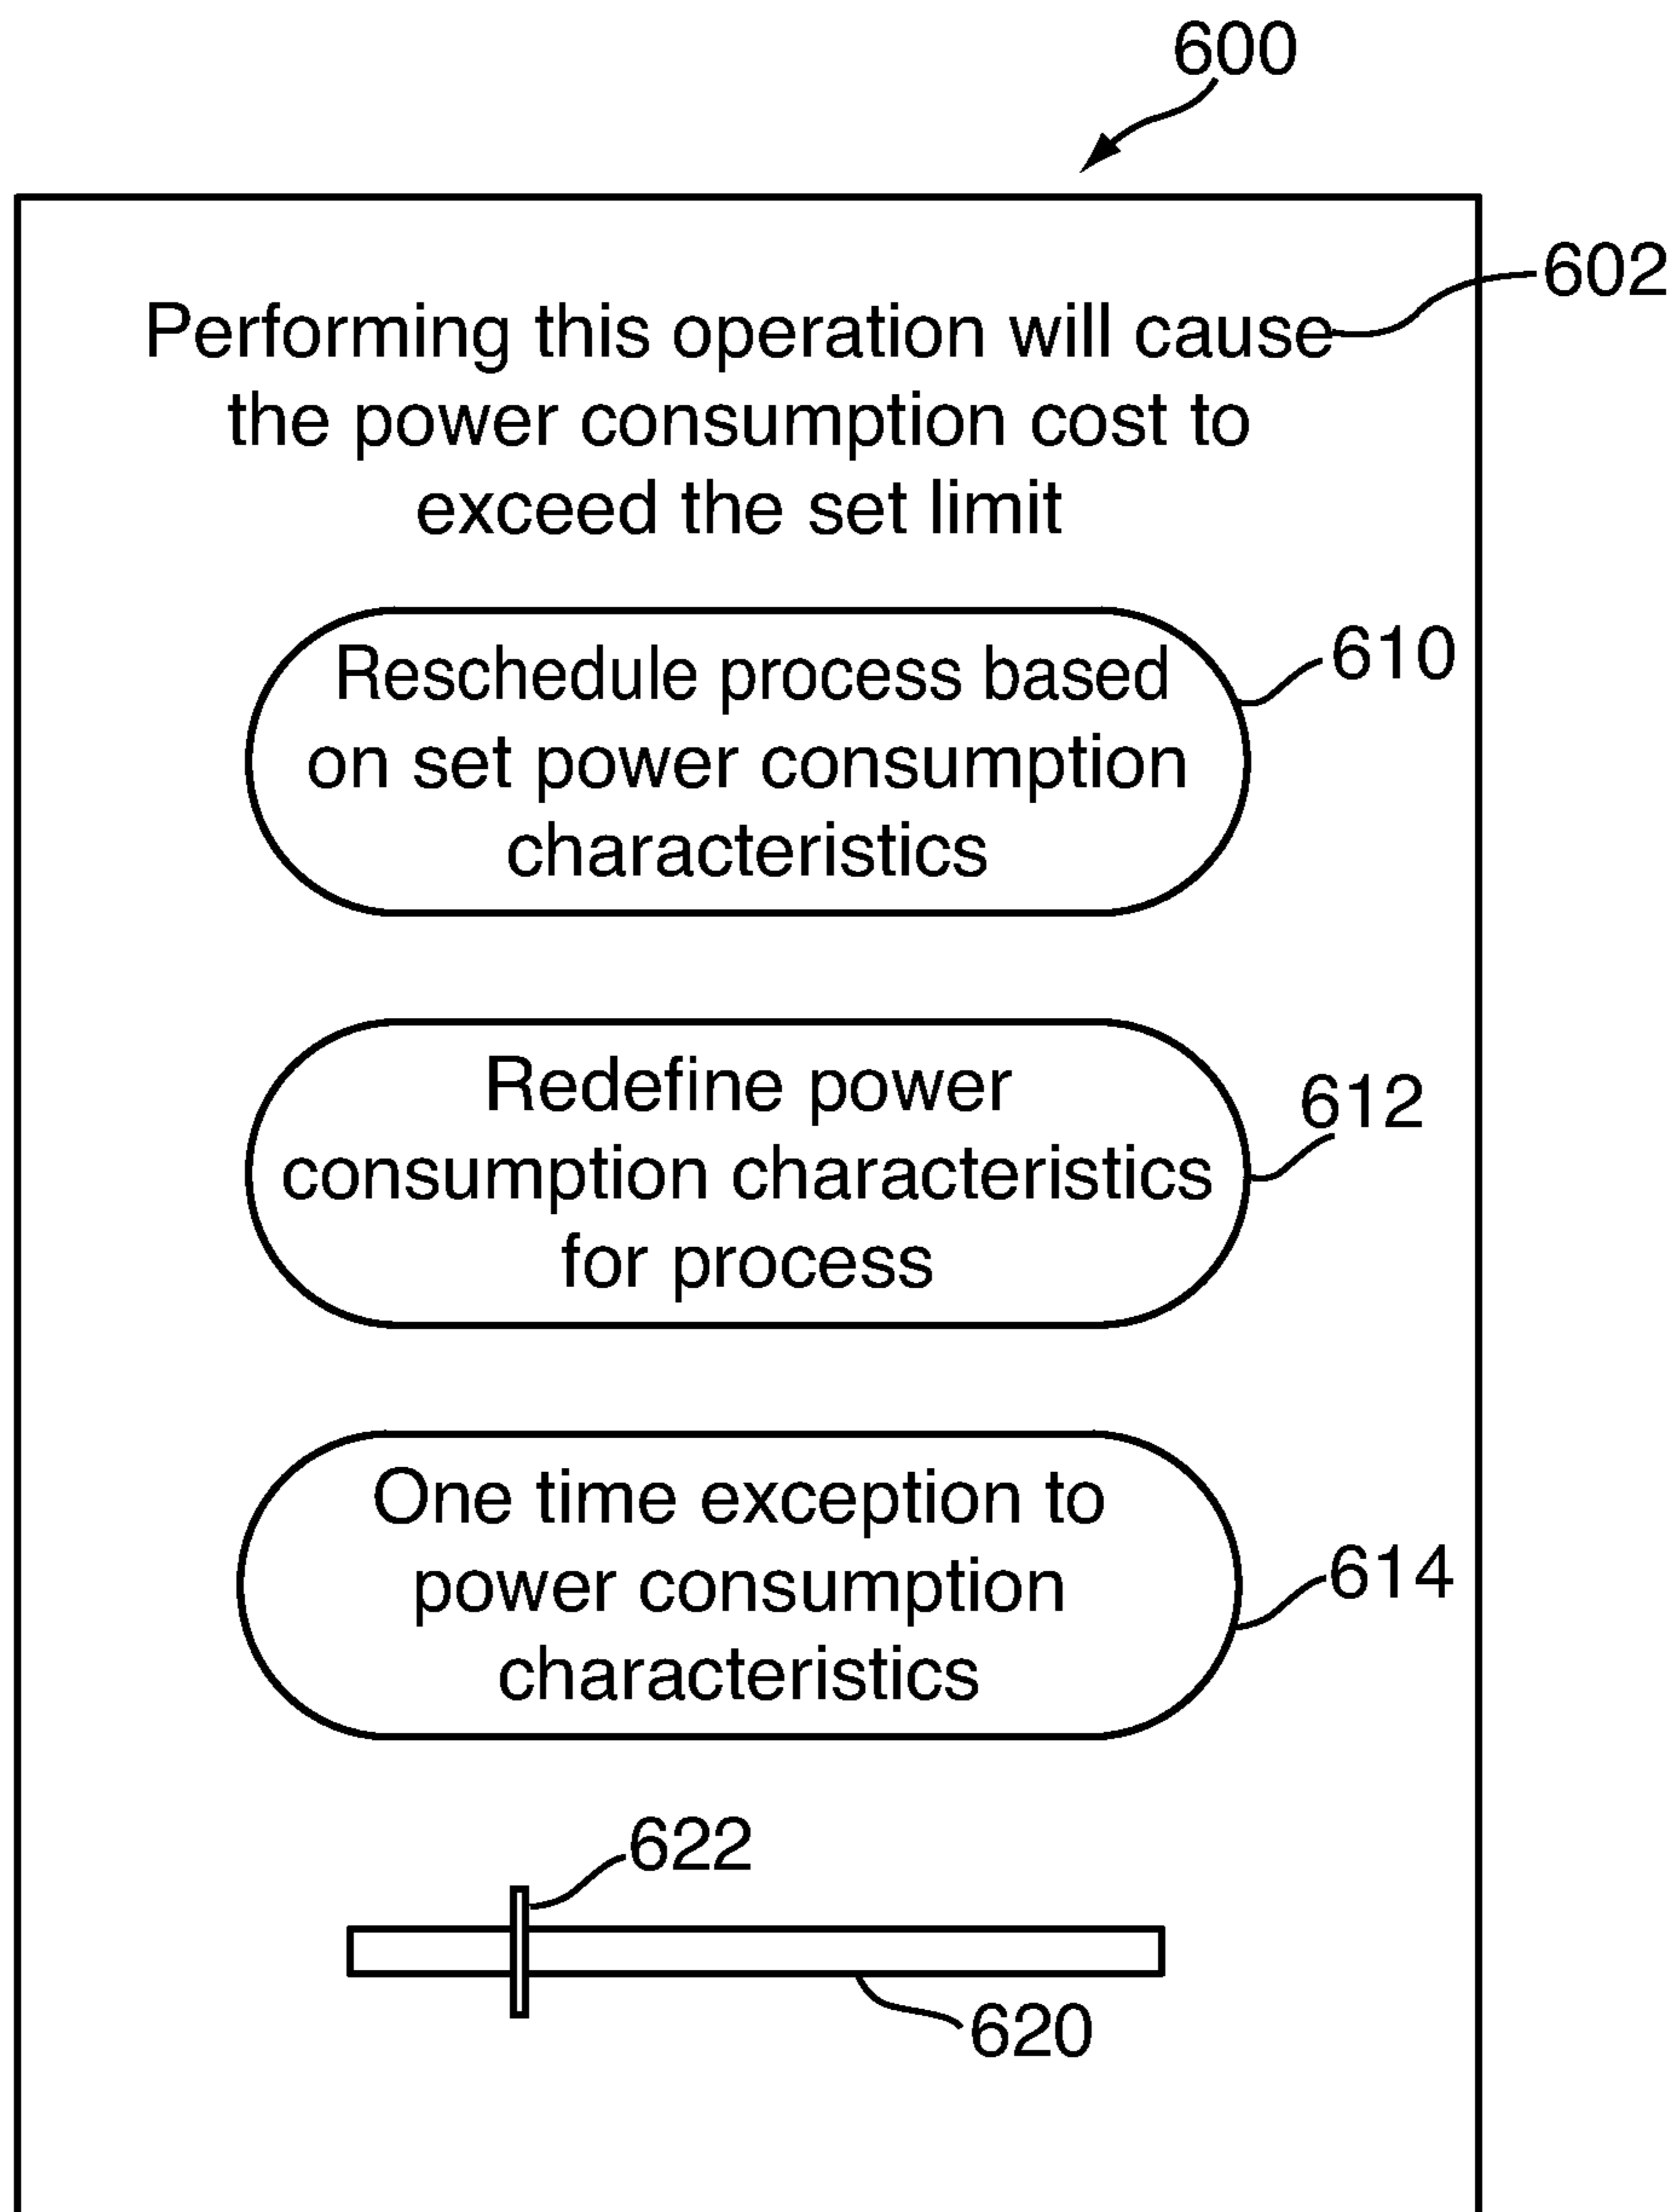 600
602
Performing this operation will cause
the power consumption cost to
exceed the set limit
610
Reschedule process based
on set power consumption
characteristics
612
Redefine power
consumption characteristics
for process
614
One time exception to
power consumption
characteristics
622
620